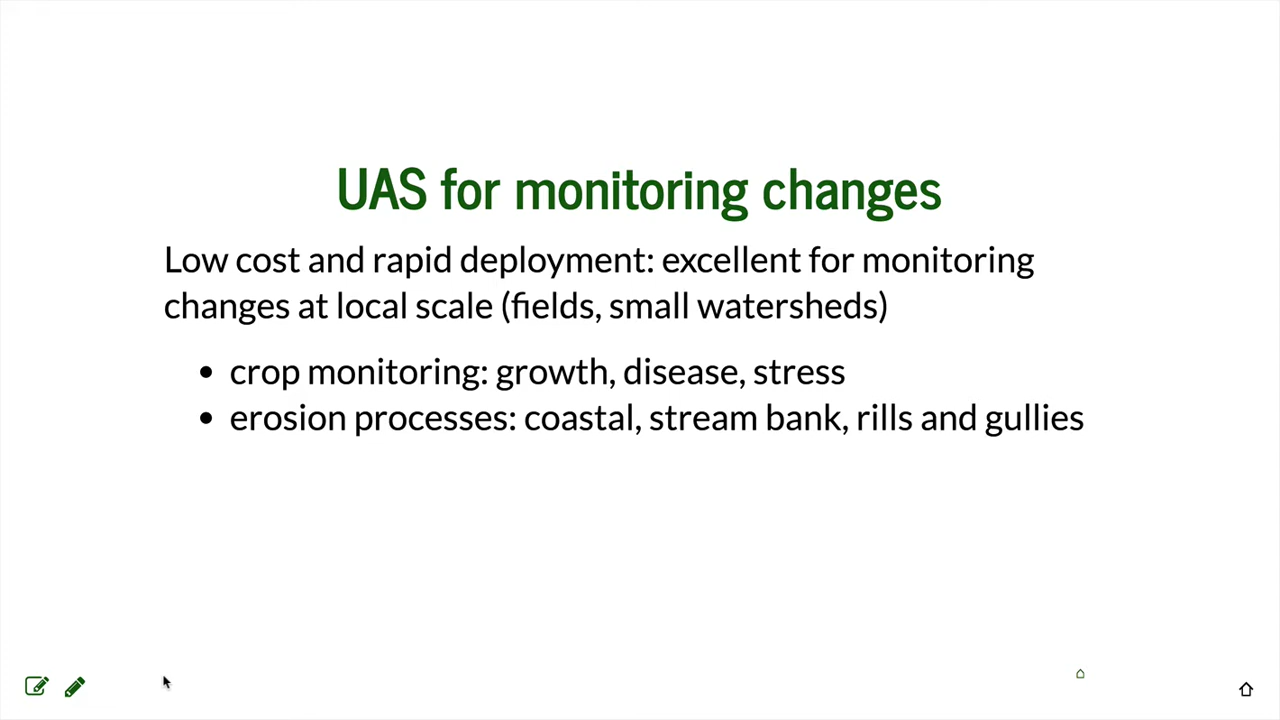 UAS for monitoring changes
Low cost and rapid deployment: excellent for monitoring
changes at local scale (fields, small watersheds)
• crop monitoring: growth, disease, stress
• erosion processes: coastal, stream bank, rills and gullies